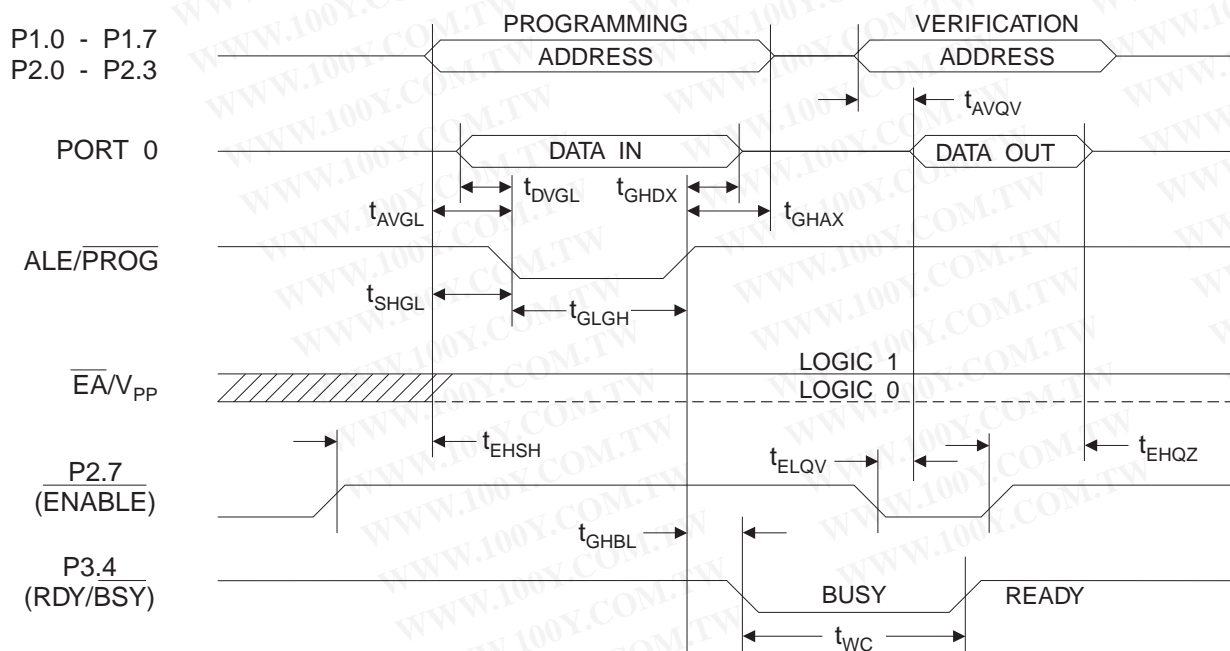 PROGRAMMING
VERIFICATION
P1.0 - P1.7
P2.0 - P2.3
ADDRESS
ADDRESS
tAVQV
PORT 0
DATA IN
DATA OUT
tDVGL
tGHDX
tAVGL
tGHAX
ALE/PROG
tSHGL
tGLGH
EA/VPP
LOGIC 1
LOGIC 0
tEHSH
tELQV
tEHQZ
P2.7
(ENABLE)
tGHBL
P3.4
(RDY/BSY)
BUSY
READY
tWC
WWW.100Y.COM.TW